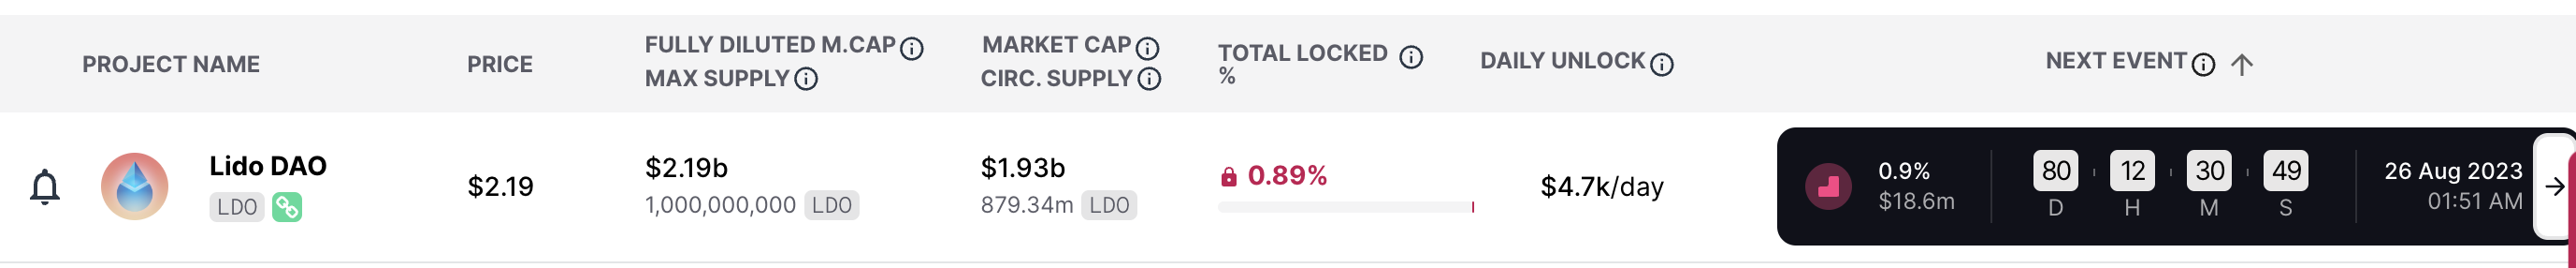 PROJECT NAME
PRICE
FULLY DILUTED M.CAP
MAX SUPPLY
MARKET CAP
CIRC. SUPPLY
TOTAL LOCKED
%
DAILY UNLOCK
NEXT EVENT
Lido DAO
LDO
$2.19
$2.19b
1,000,000,000 LDO
$1.93b
879.34m LDO
0.89%
$4.7k/day
0.9%
$18.6m
80 12 30 49
D H M S
26 Aug 2023
01:51 AM